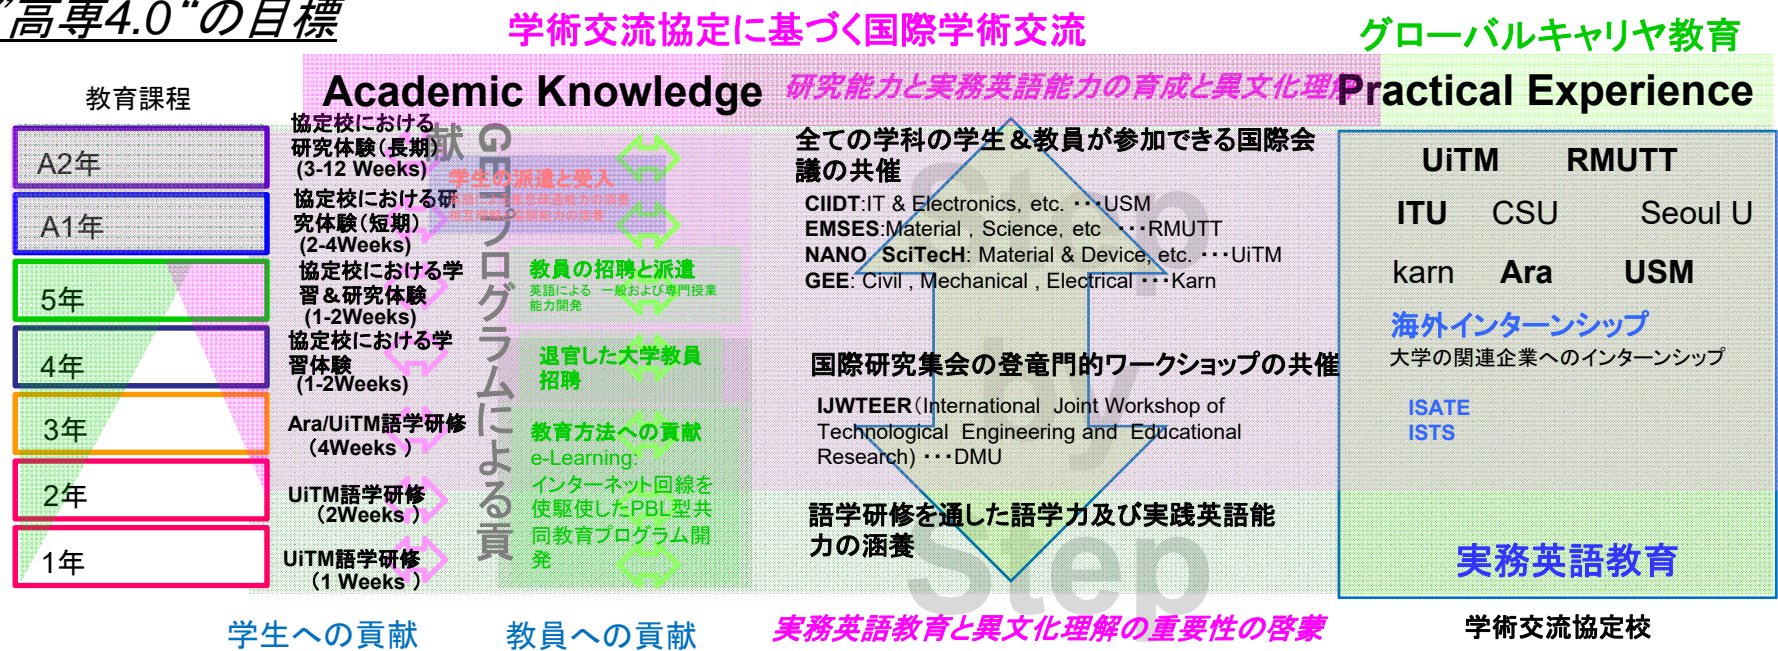 ”高専4.0“の目標
学術交流協定に基づく国際学術交流
グローバルキャリヤ教育
教育課程
Academic Knowledge
研究能力と実務英語能力の育成と異文化理解
Practical Experience
A2年
A1年
5年
4年
3年
2年
1年
協定校における
研究体験(長期)
(3-12 Weeks)
協定校における研
究体験(短期)
(2-4Weeks)
協定校における学
習&研究体験
(1-2Weeks)
協定校における学
習体験
(1-2Weeks)
Ara/UiTM語学研修
(4Weeks )
UiTM語学研修
(2Weeks )
UiTM語学研修
(1 Weeks )
GETプログラムによる貢
献
学生の派遣と受入
教員の招聘と派遣
英語による 一般および専門授業
能力開発
退官した大学教員
招聘
教育方法への貢献
e-Learning:
インターネット回線を
使駆使したPBL型共
同教育プログラム開
発
Step
by
Step
全ての学科の学生&教員が参加できる国際会
議の共催
CIIDT:IT & Electronics, etc. ・・・USM
EMSES:Material , Science, etc ・・・RMUTT
NANO SciTecH: Material & Device, etc. ・・・UiTM
GEE: Civil , Mechanical , Electrical ・・・Karn
国際研究集会の登竜門的ワークショップの共催
IJWTEER(International Joint Workshop of
Technological Engineering and Educational
Research) ・・・DMU
語学研修を通した語学力及び実践英語能
力の涵養
UiTM RMUTT
ITU CSU Seoul U
karn Ara USM
海外インターンシップ
大学の関連企業へのインターンシップ
ISATE
ISTS
実務英語教育
学生への貢献
教員への貢献
実務英語教育と異文化理解の重要性の啓蒙
学術交流協定校